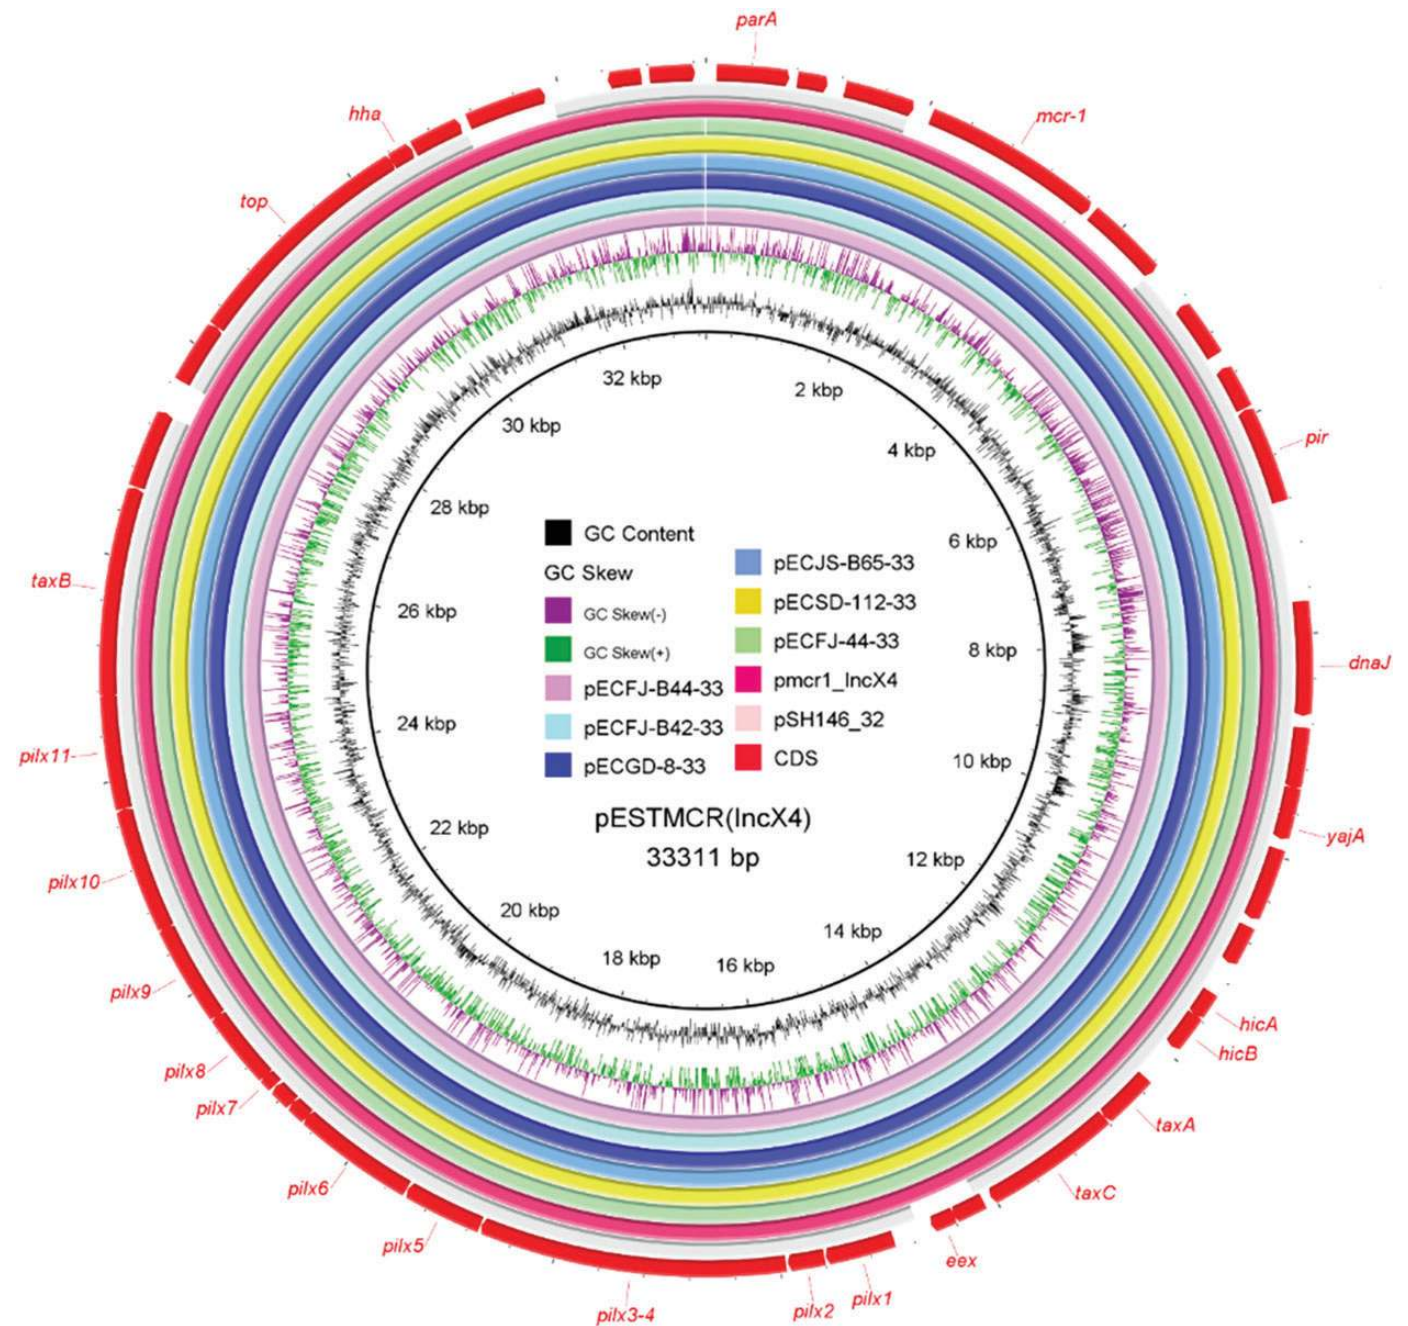 parA
hha
mcr-1
top
pir
taxB
dnaJ
pilx11
yajA
pilx10
pilx9
hicA
hicB
pilx8
pilx7
taxA
pilx6
taxC
pilx5
eex
pilx3-4
pilx2
pilx1
32 kbp
2 kbp
30 kbp
4 kbp
28 kbp
6 kbp
26 kbp
8 kbp
24 kbp
10 kbp
22 kbp
12 kbp
20 kbp
14 kbp
18 kbp
16 kbp
GC Content
GC Skew
GC Skew(-)
GC Skew(+)
pECFJ-B44-33
pECFJ-B42-33
pECGD-8-33
pECJS-B65-33
pECSD-112-33
pECFJ-44-33
pmcr1_IncX4
pSH146_32
CDS
pESTMCR(IncX4)
33311 bp